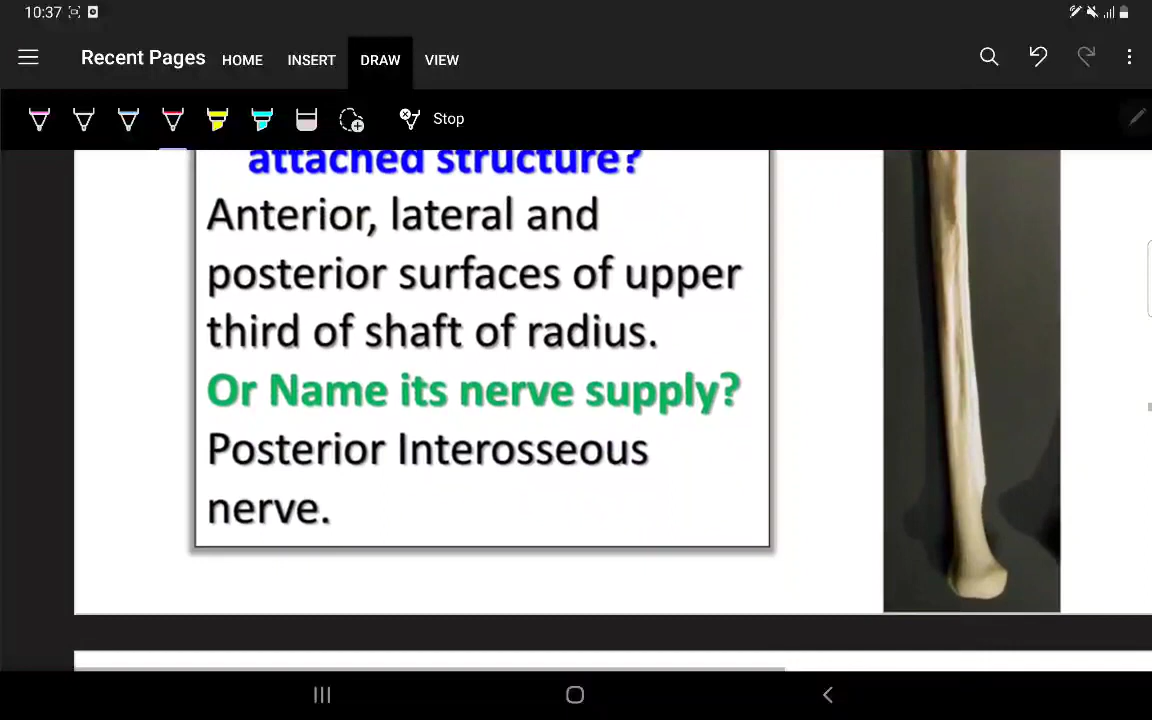 10:37
Recent Pages HOME INSERT DRAW VIEW
Stop
attached structure?
Anterior, lateral and
posterior surfaces of upper
third of shaft of radius.
Or Name its nerve supply?
Posterior Interosseous
nerve.